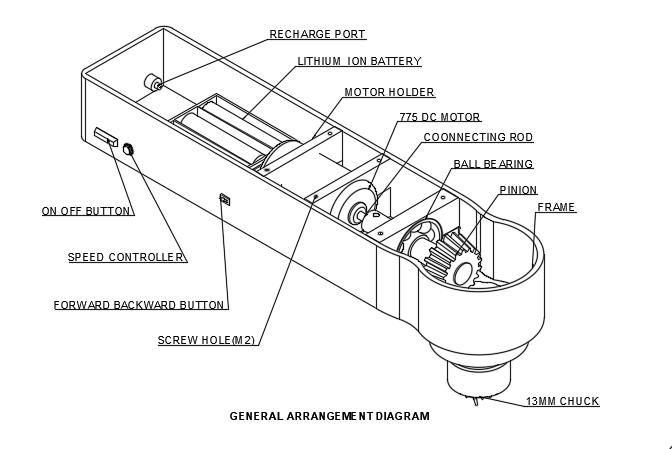 RECHARGE PORT
LITHIUM ION BATTERY
MOTOR HOLDER
775 DC MOTOR
COONNECTING ROD
BALL BEARING
PINION
FRAME
ON OFF BUTTON
SPEED CONTROLLER
FORWARD BACKWARD BUTTON
SCREW HOLE(M2)
13MM CHUCK
GENERAL ARRANGEMENT DIAGRAM